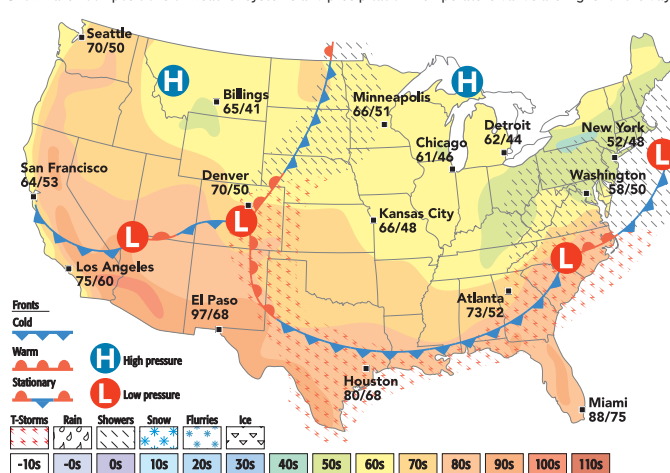 Seattle
70/50
H
Billings
65/41
H
Minneapolis
66/51
Detroit
62/44
Chicago
61/46
New York
52/48
L
San Francisco
64/53
Denver
70/50
Washington
58/50
L
L
Kansas City
66/48
L
Los Angeles
75/60
El Paso
97/68
Atlanta
73/52
Houston
80/68
Miami
88/75
Fronts
Cold
Warm
Stationary
H High pressure
L Low pressure
T-Storms Rain Showers Snow Flurries Ice
-10s -0s 0s 10s 20s 30s 40s 50s 60s 70s 80s 90s 100s 110s